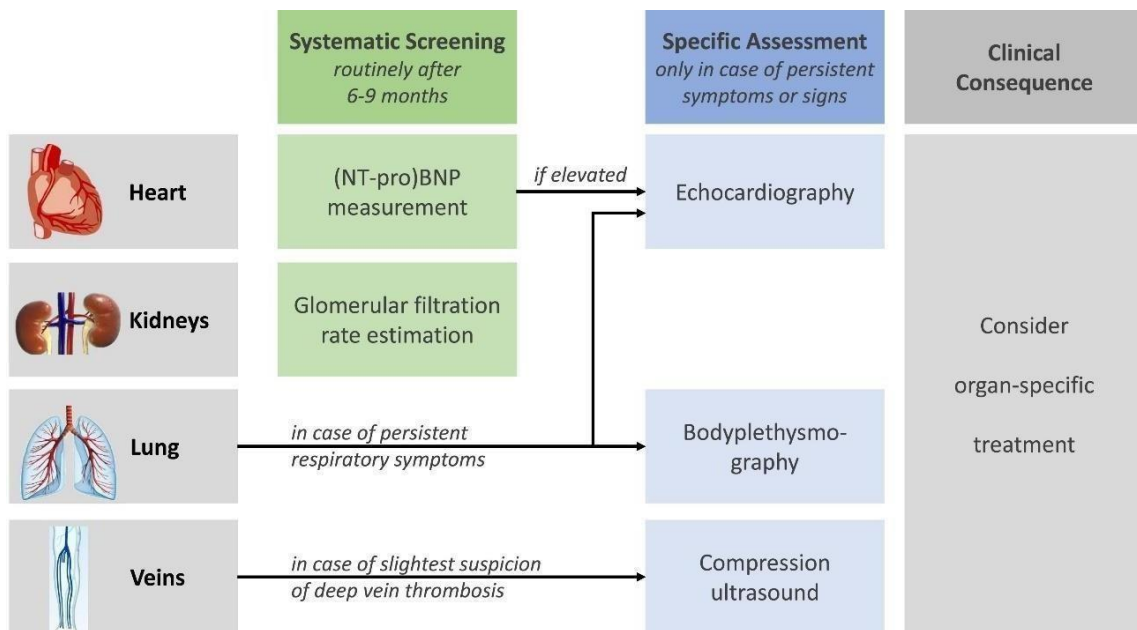 Systematic Screening
routinely after
6-9 months
Specific Assessment
only in case of persistent
symptoms or signs
Clinical
Consequence
Heart
(NT-pro)BNP
measurement
if elevated
Echocardiography
Kidneys
Glomerular filtration
rate estimation
Lung
in case of persistent
respiratory symptoms
Bodyplethysmo-
graphy
Veins
in case of slightest suspicion
of deep vein thrombosis
Compression
ultrasound
Consider
organ-specific
treatment